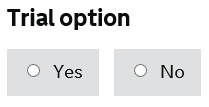 Trial option
Yes No